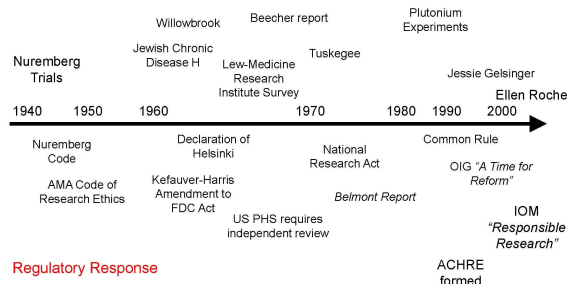 Willowbrook
Beecher report
Plutonium
Experiments
Jewish Chronic
Disease H
Lew-Medicine
Research
Institute Survey
Tuskegee
Nuremberg
Trials
Jessie Gelsinger
Ellen Roche
1940 1950 1960 1970 1980 1990 2000
Nuremberg
Code
Declaration of
Helsinki
National
Research Act
Common Rule
OIG “A Time for
Reform”
AMA Code of
Research Ethics
Kefauver-Harris
Amendment to
FDC Act
Belmont Report
US PHS requires
independent review
IOM
“Responsible
Research”
Regulatory Response
ACHRE
formed